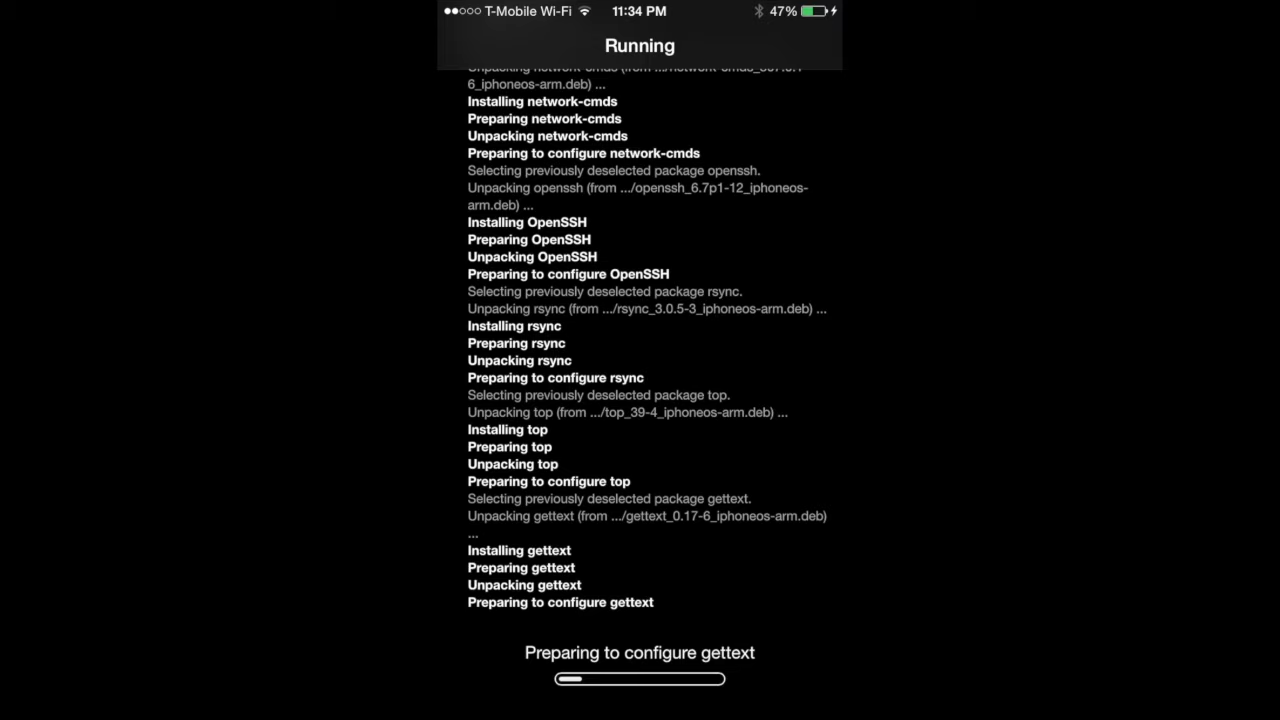 T-Mobile Wi-Fi 11:34 PM 47%
Running
Unpacking network-cmds (from
6_iphoneos-arm.deb) ...
Installing network-cmds
Preparing network-cmds
Unpacking network-cmds
Preparing to configure network-cmds
Selecting previously deselected package openssh.
Unpacking openssh (from .../openssh_6.7p1-12_iphoneos-
arm.deb) ...
Installing OpenSSH
Preparing OpenSSH
Unpacking OpenSSH
Preparing to configure OpenSSH
Selecting previously deselected package rsync.
Unpacking rsync (from .../rsync_3.0.5-3_iphoneos-arm.deb) ...
Installing rsync
Preparing rsync
Unpacking rsync
Preparing to configure rsync
Selecting previously deselected package top.
Unpacking top (from .../top_39-4_iphoneos-arm.deb) ...
Installing top
Preparing top
Unpacking top
Preparing to configure top
Selecting previously deselected package gettext.
Unpacking gettext (from .../gettext_0.17-6_iphoneos-arm.deb)
...
Installing gettext
Preparing gettext
Unpacking gettext
Preparing to configure gettext
Preparing to configure gettext